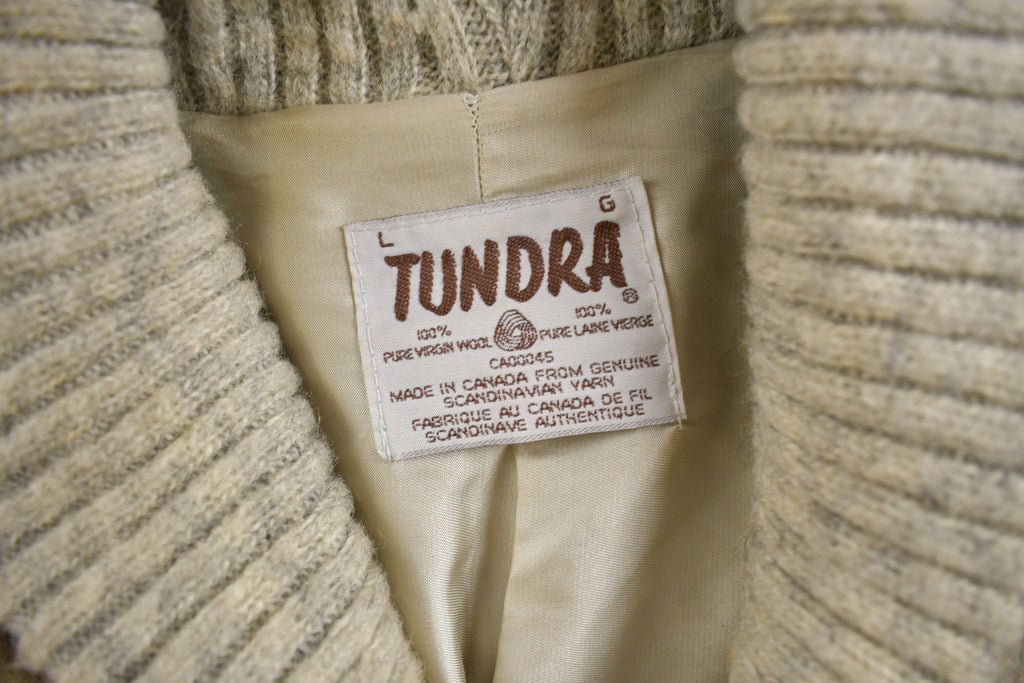 L G
TUNDRA ®
100% 100%
PURE VIRGIN WOOL PURE LAINE VIERGE
CA00045
MADE IN CANADA FROM GENUINE
SCANDINAVIAN YARN
FABRIQUE AU CANADA DE FIL
SCANDINAVE AUTHENTIQUE